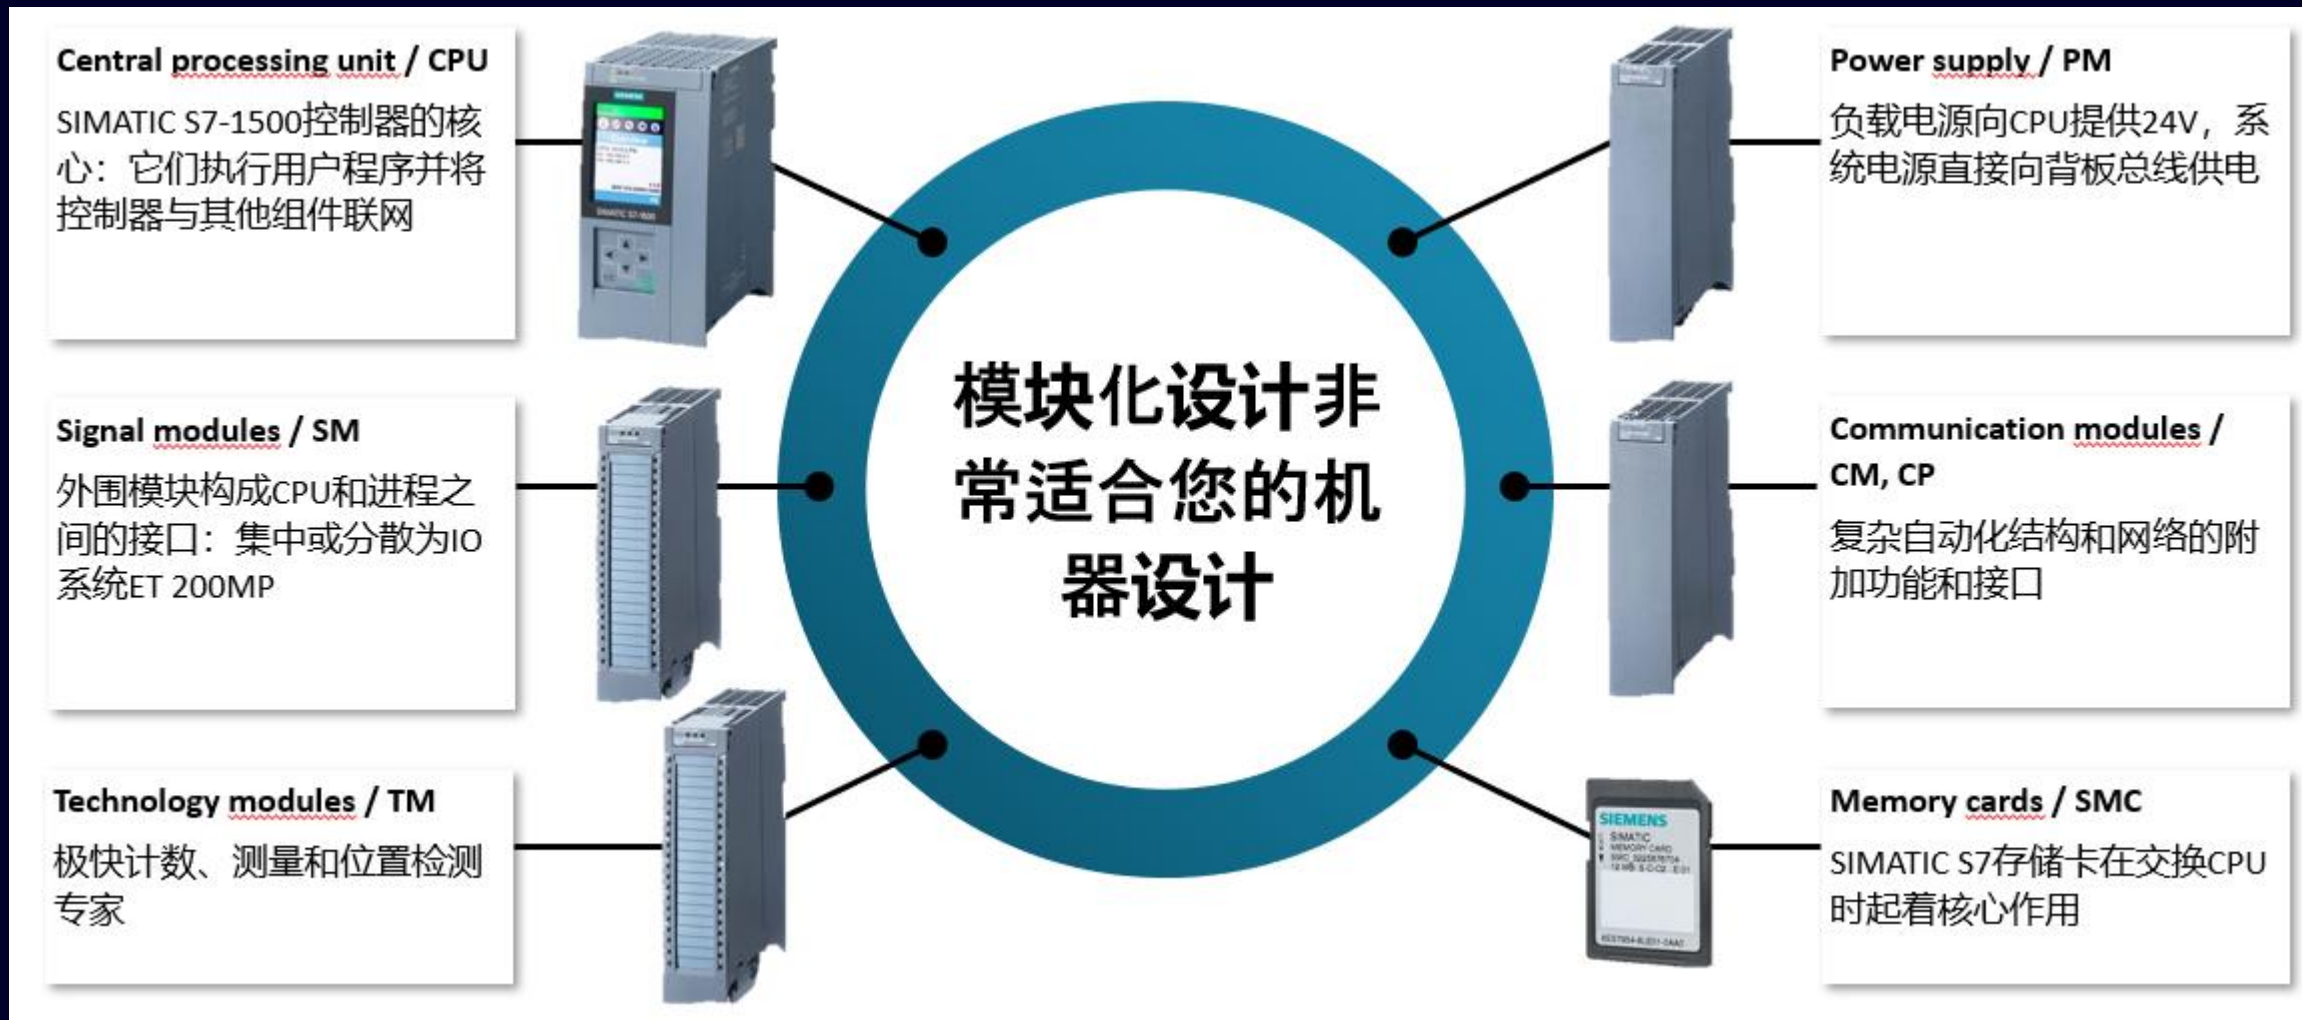 Central processing unit / CPU
SIMATIC S7-1500控制器的核
心：它们执行用户程序并将
控制器与其他组件联网
Signal modules / SM
外围模块构成CPU和进程之
间的接口：集中或分散为IO
系统ET 200MP
Technology modules / TM
极快计数、测量和位置检测
专家
SIEMENS
SIMATIC S7-1500
模块化设计非
常适合您的机
器设计
Power supply / PM
负载电源向CPU提供24V，系
统电源直接向背板总线供电
Communication modules /
CM, CP
复杂自动化结构和网络的附
加功能和接口
SIEMENS
SIMATIC
MEMORY CARD
Memory cards / SMC
SIMATIC S7存储卡在交换CPU
时起着核心作用